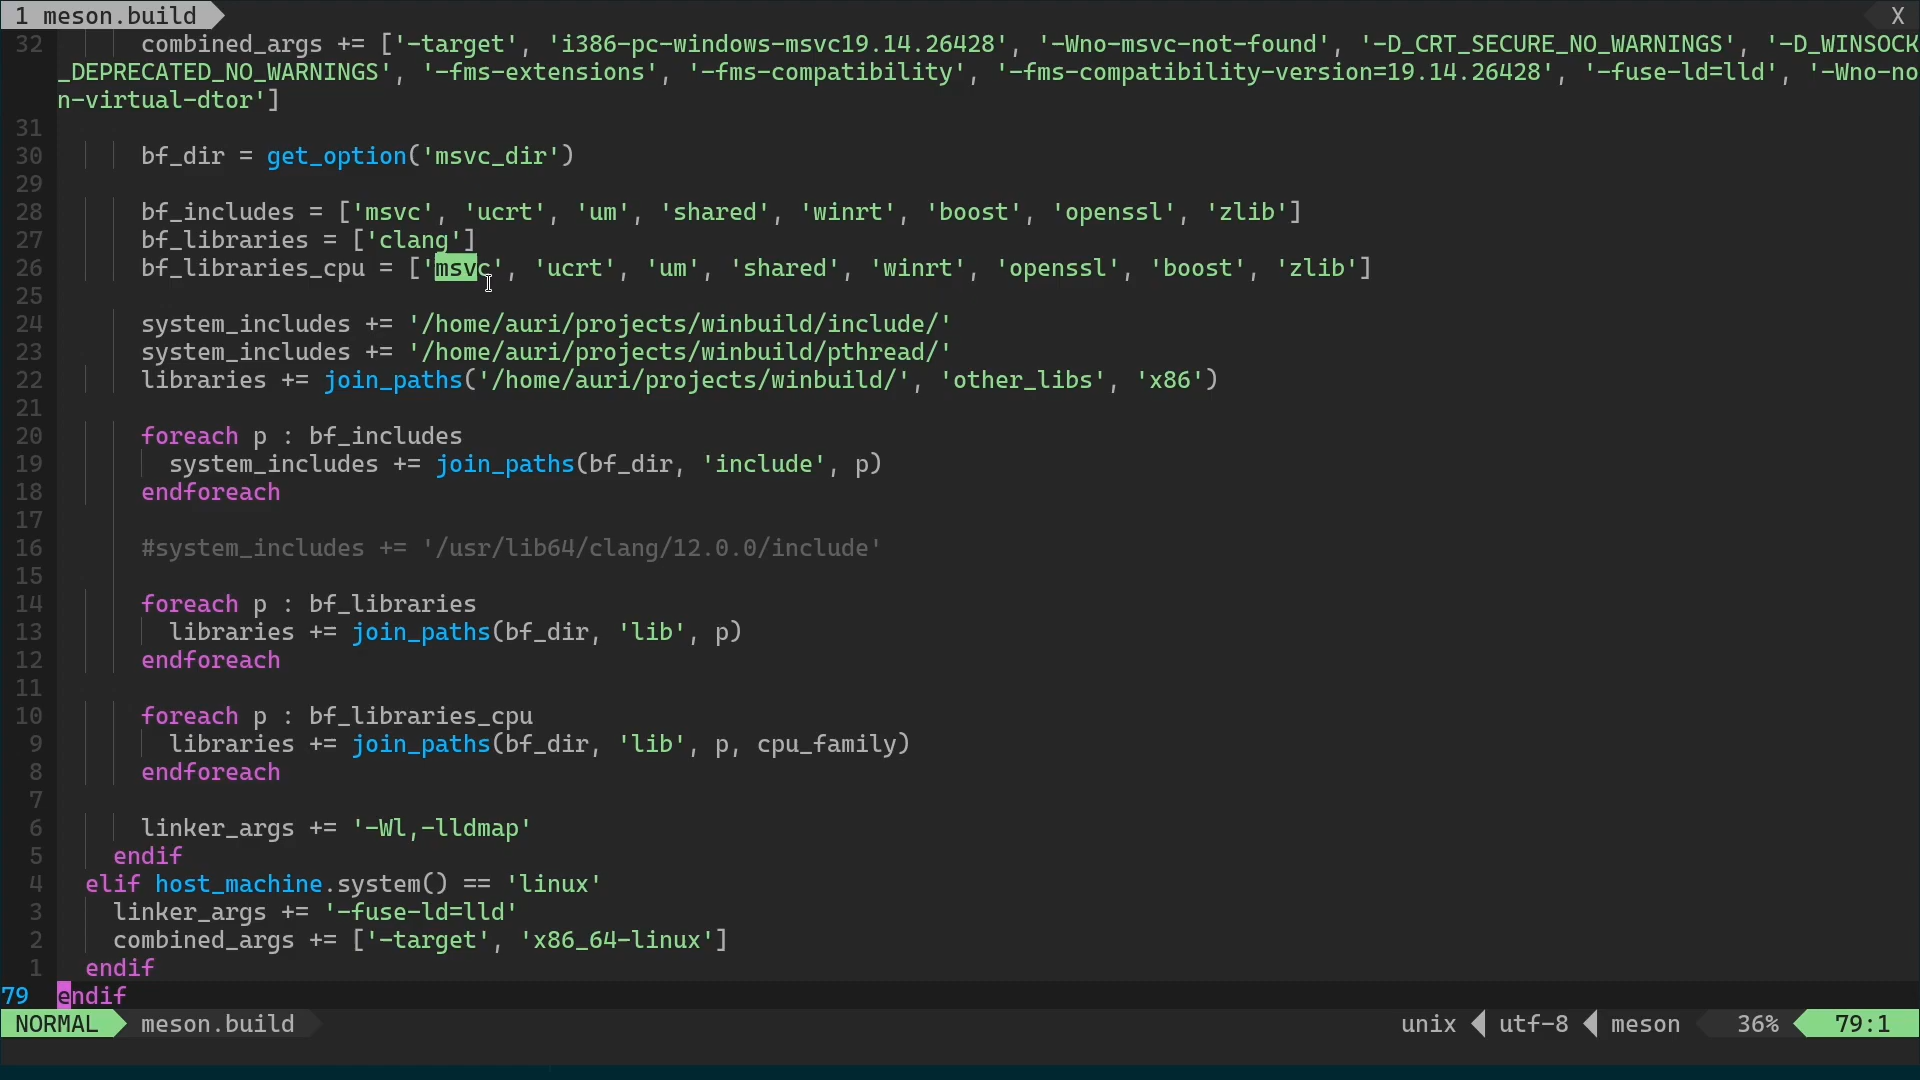 1 meson.build X
32 combined_args += ['-target', 'i386-pc-windows-msvc19.14.26428', '-Wno-msvc-not-found', '-D_CRT_SECURE_NO_WARNINGS', '-D_WINSOCK
_DEPRECATED_NO_WARNINGS', '-fms-extensions', '-fms-compatibility', '-fms-compatibility-version=19.14.26428', '-fuse-ld=lld', '-Wno-no
n-virtual-dtor']
31
30 bf_dir = get_option('msvc_dir')
29
28 bf_includes = ['msvc', 'ucrt', 'um', 'shared', 'winrt', 'boost', 'openssl', 'zlib']
27 bf_libraries = ['clang']
26 bf_libraries_cpu = ['msvc', 'ucrt', 'um', 'shared', 'winrt', 'openssl', 'boost', 'zlib']
25
24 system_includes += '/home/auri/projects/winbuild/include/'
23 system_includes += '/home/auri/projects/winbuild/pthread/'
22 libraries += join_paths('/home/auri/projects/winbuild/', 'other_libs', 'x86')
21
20 foreach p : bf_includes
19 system_includes += join_paths(bf_dir, 'include', p)
18 endforeach
17
16 #system_includes += '/usr/lib64/clang/12.0.0/include'
15
14 foreach p : bf_libraries
13 libraries += join_paths(bf_dir, 'lib', p)
12 endforeach
11
10 foreach p : bf_libraries_cpu
9 libraries += join_paths(bf_dir, 'lib', p, cpu_family)
8 endforeach
7
6 linker_args += '-Wl,-lldmap'
5 endif
4 elif host_machine.system() == 'linux'
3 linker_args += '-fuse-ld=lld'
2 combined_args += ['-target', 'x86_64-linux']
1 endif
79 endif
NORMAL meson.build unix utf-8 meson 36% 79:1